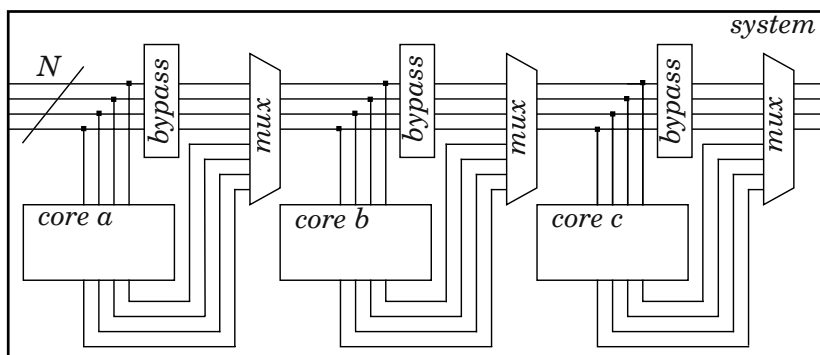 system
N
bypass
mux
bypass
mux
bypass
mux
core a
core b
core c